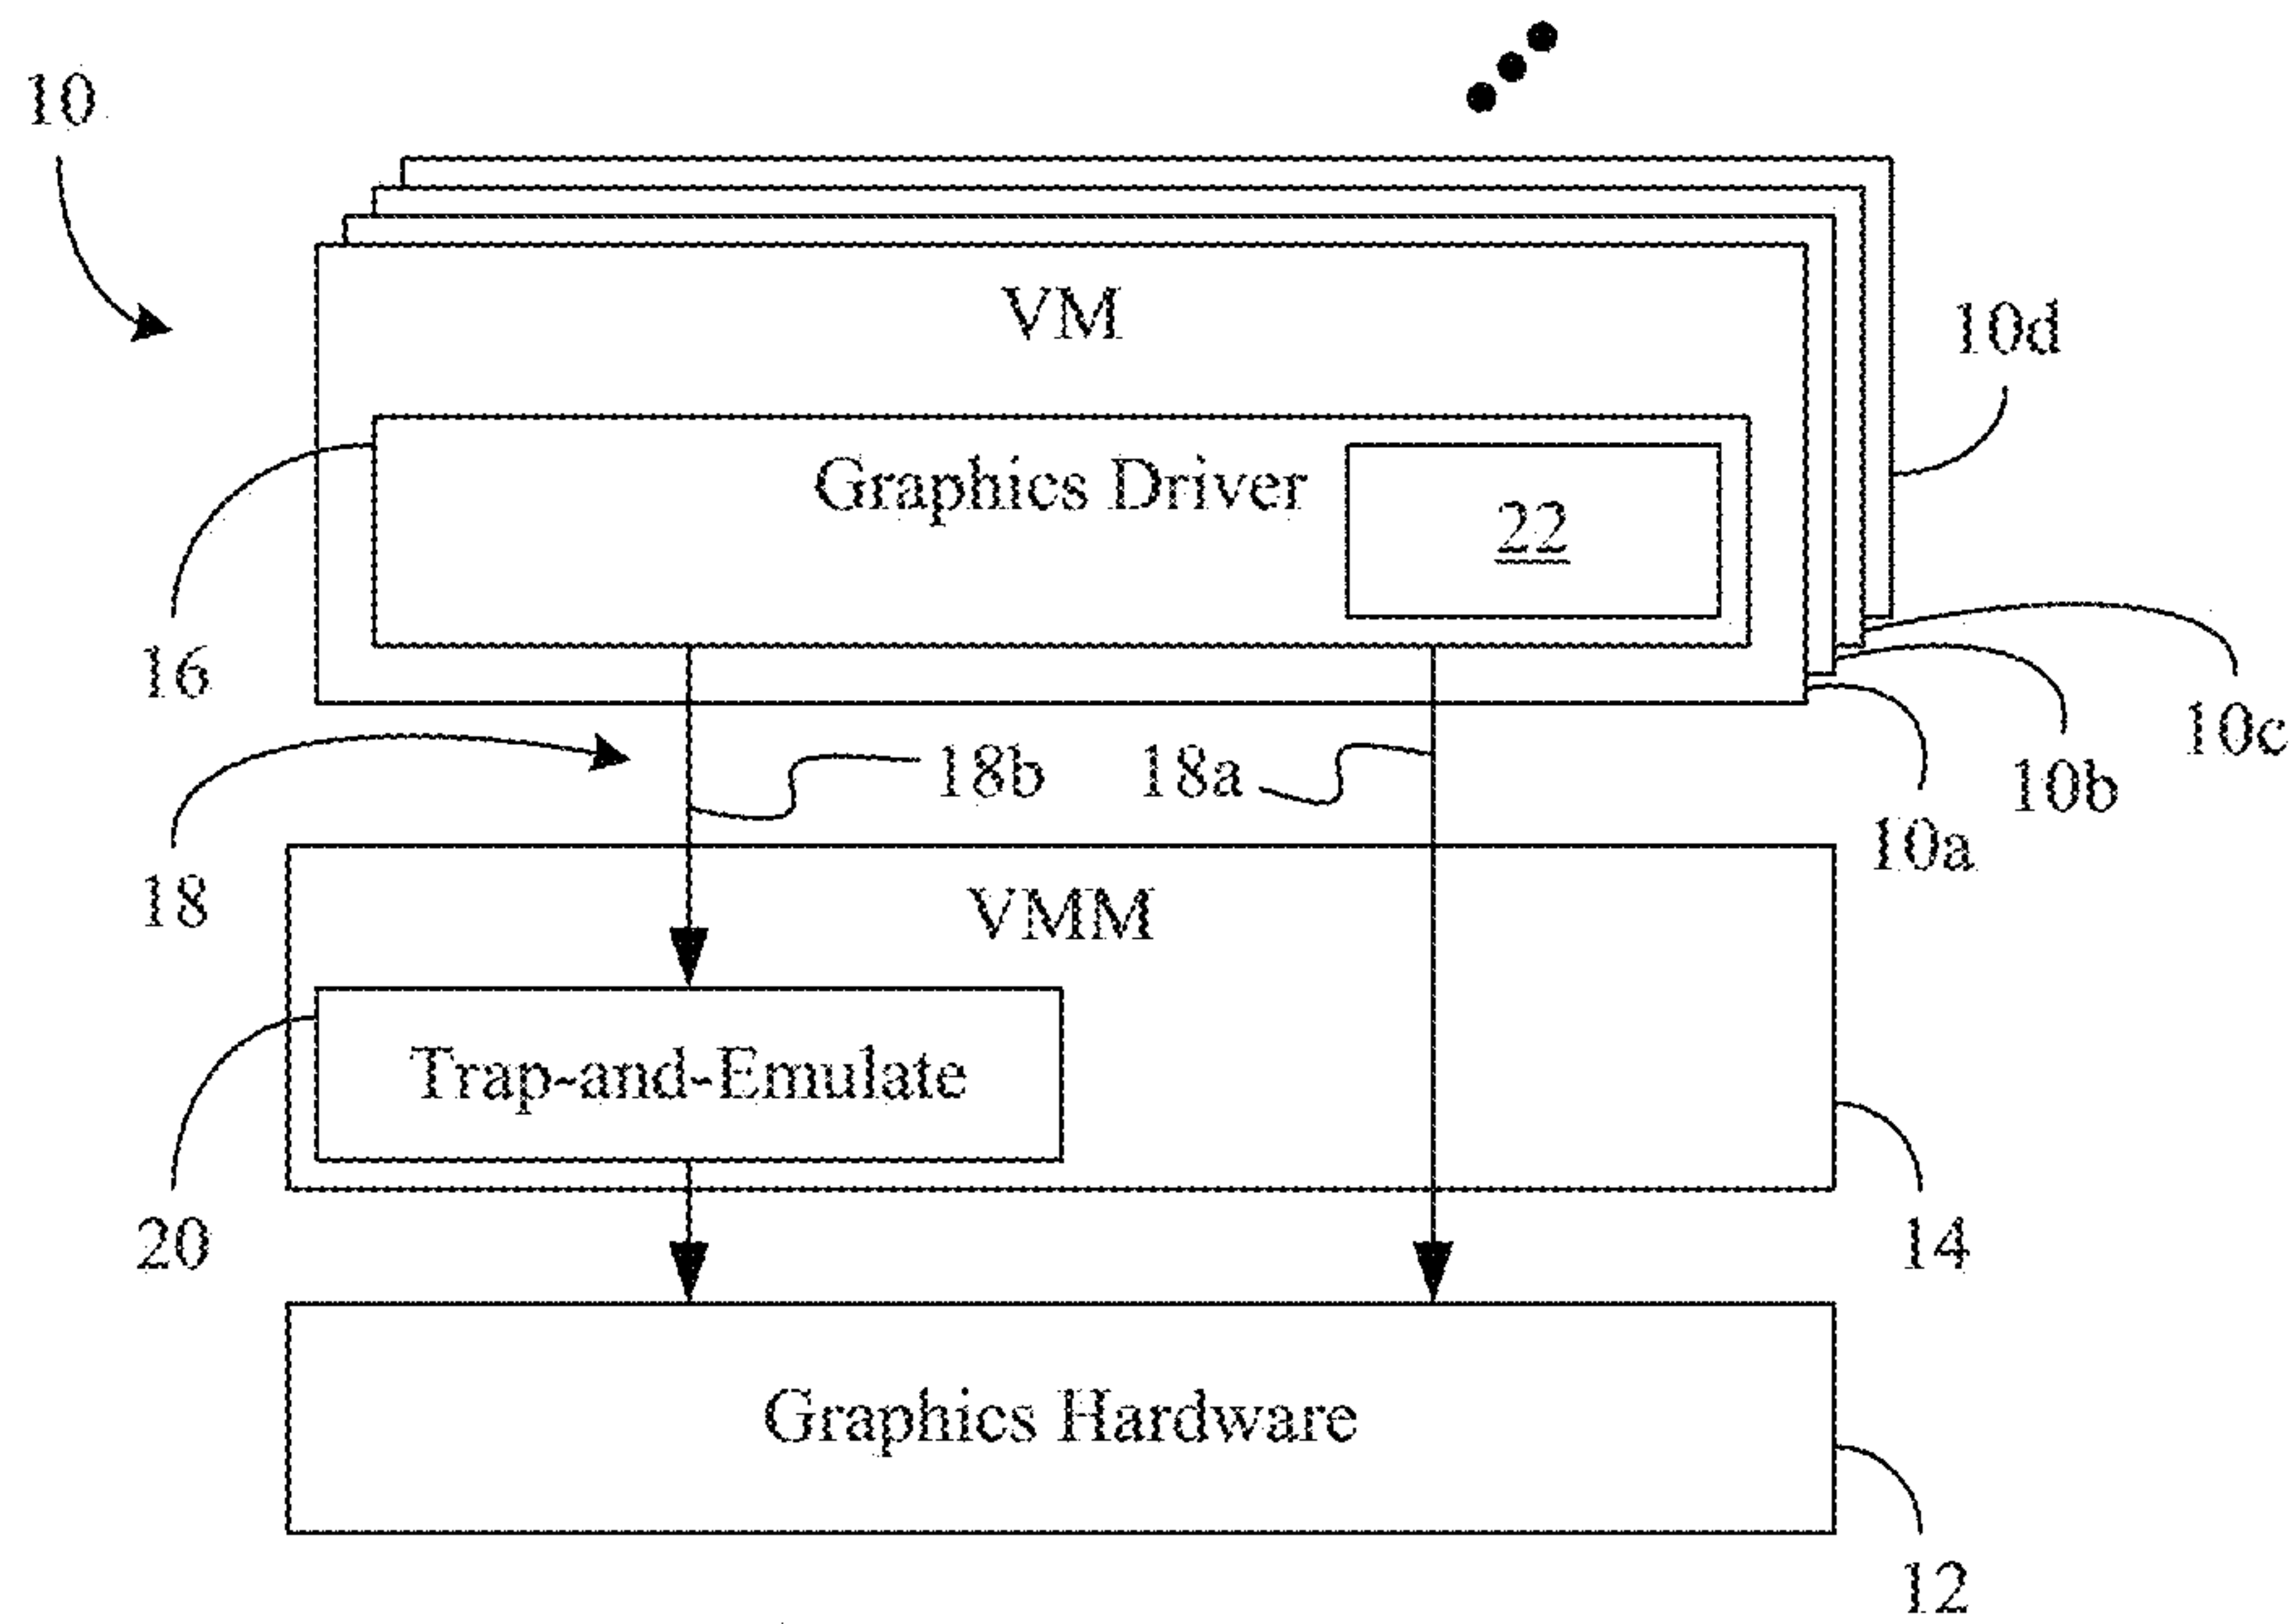 10
VM
10d
Graphics Driver
22
16
10c
18b
18a
10b
10a
18
VMM
Trap-and-Emulate
20
14
Graphics Hardware
12